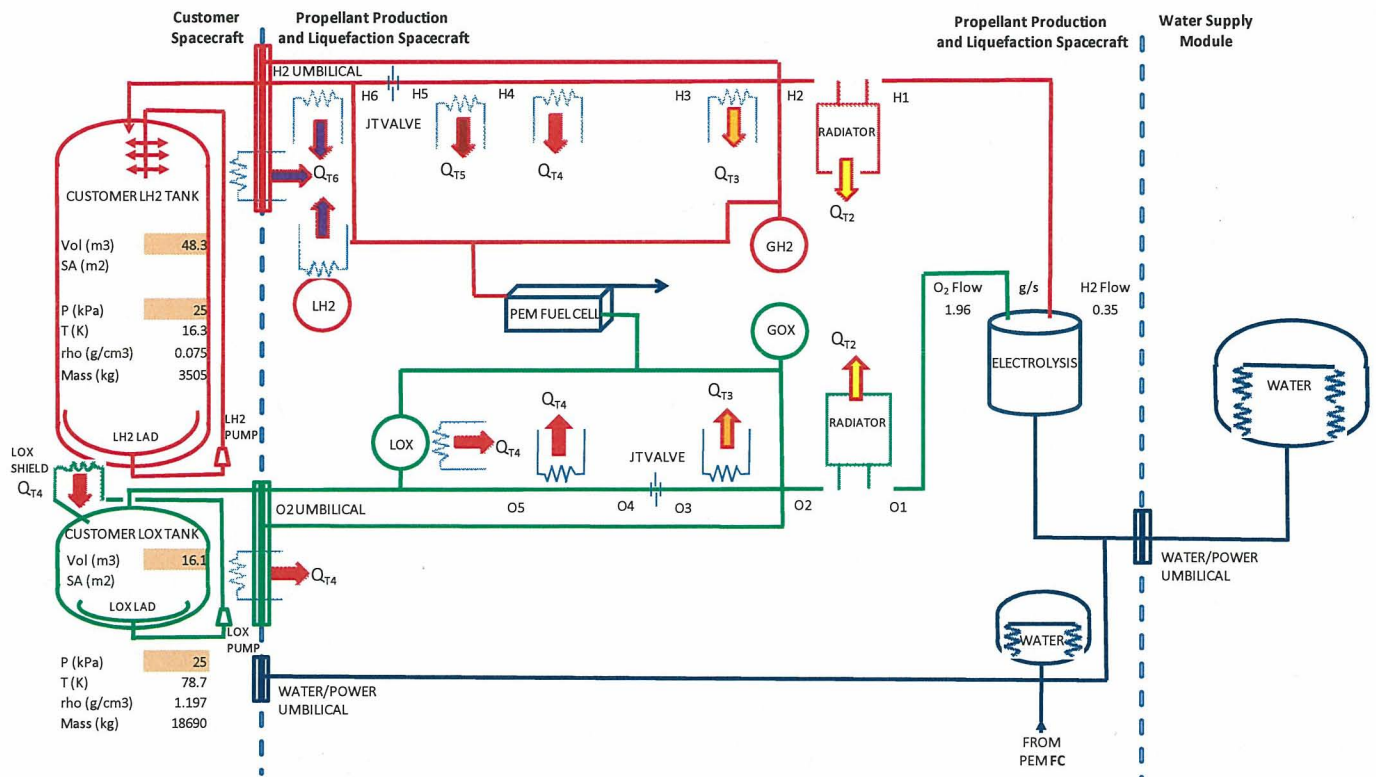 Customer
Spacecraft
Propellant Production
and Liquefaction Spacecraft
Propellant Production
and Liquefaction Spacecraft
Water Supply
Module
H2 UMBILICAL
H6
H5
H4
H3
H2
H1
JT VALVE
RADIATOR
QT6
QT5
QT4
QT3
QT2
CUSTOMER LH2 TANK
Vol (m3) 48.3
SA (m2)
P (kPa) 25
T (K) 16.3
rho (g/cm3) 0.075
Mass (kg) 3505
LH2 LAD
LH2
PUMP
LH2
GH2
PEM FUEL CELL
GOX
O2 Flow
1.96
g/s
H2 Flow
0.35
ELECTROLYSIS
WATER
QT2
QT3
QT4
RADIATOR
LOX
QT4
JT VALVE
LOX
SHIELD
QT4
O2 UMBILICAL
O5
O4
O3
O2
O1
CUSTOMER LOX TANK
Vol (m3) 16.1
SA (m2)
LOX LAD
LOX
PUMP
QT4
WATER/POWER
UMBILICAL
WATER
P (kPa) 25
T (K) 78.7
rho (g/cm3) 1.197
Mass (kg) 18690
WATER/POWER
UMBILICAL
FROM
PEM FC